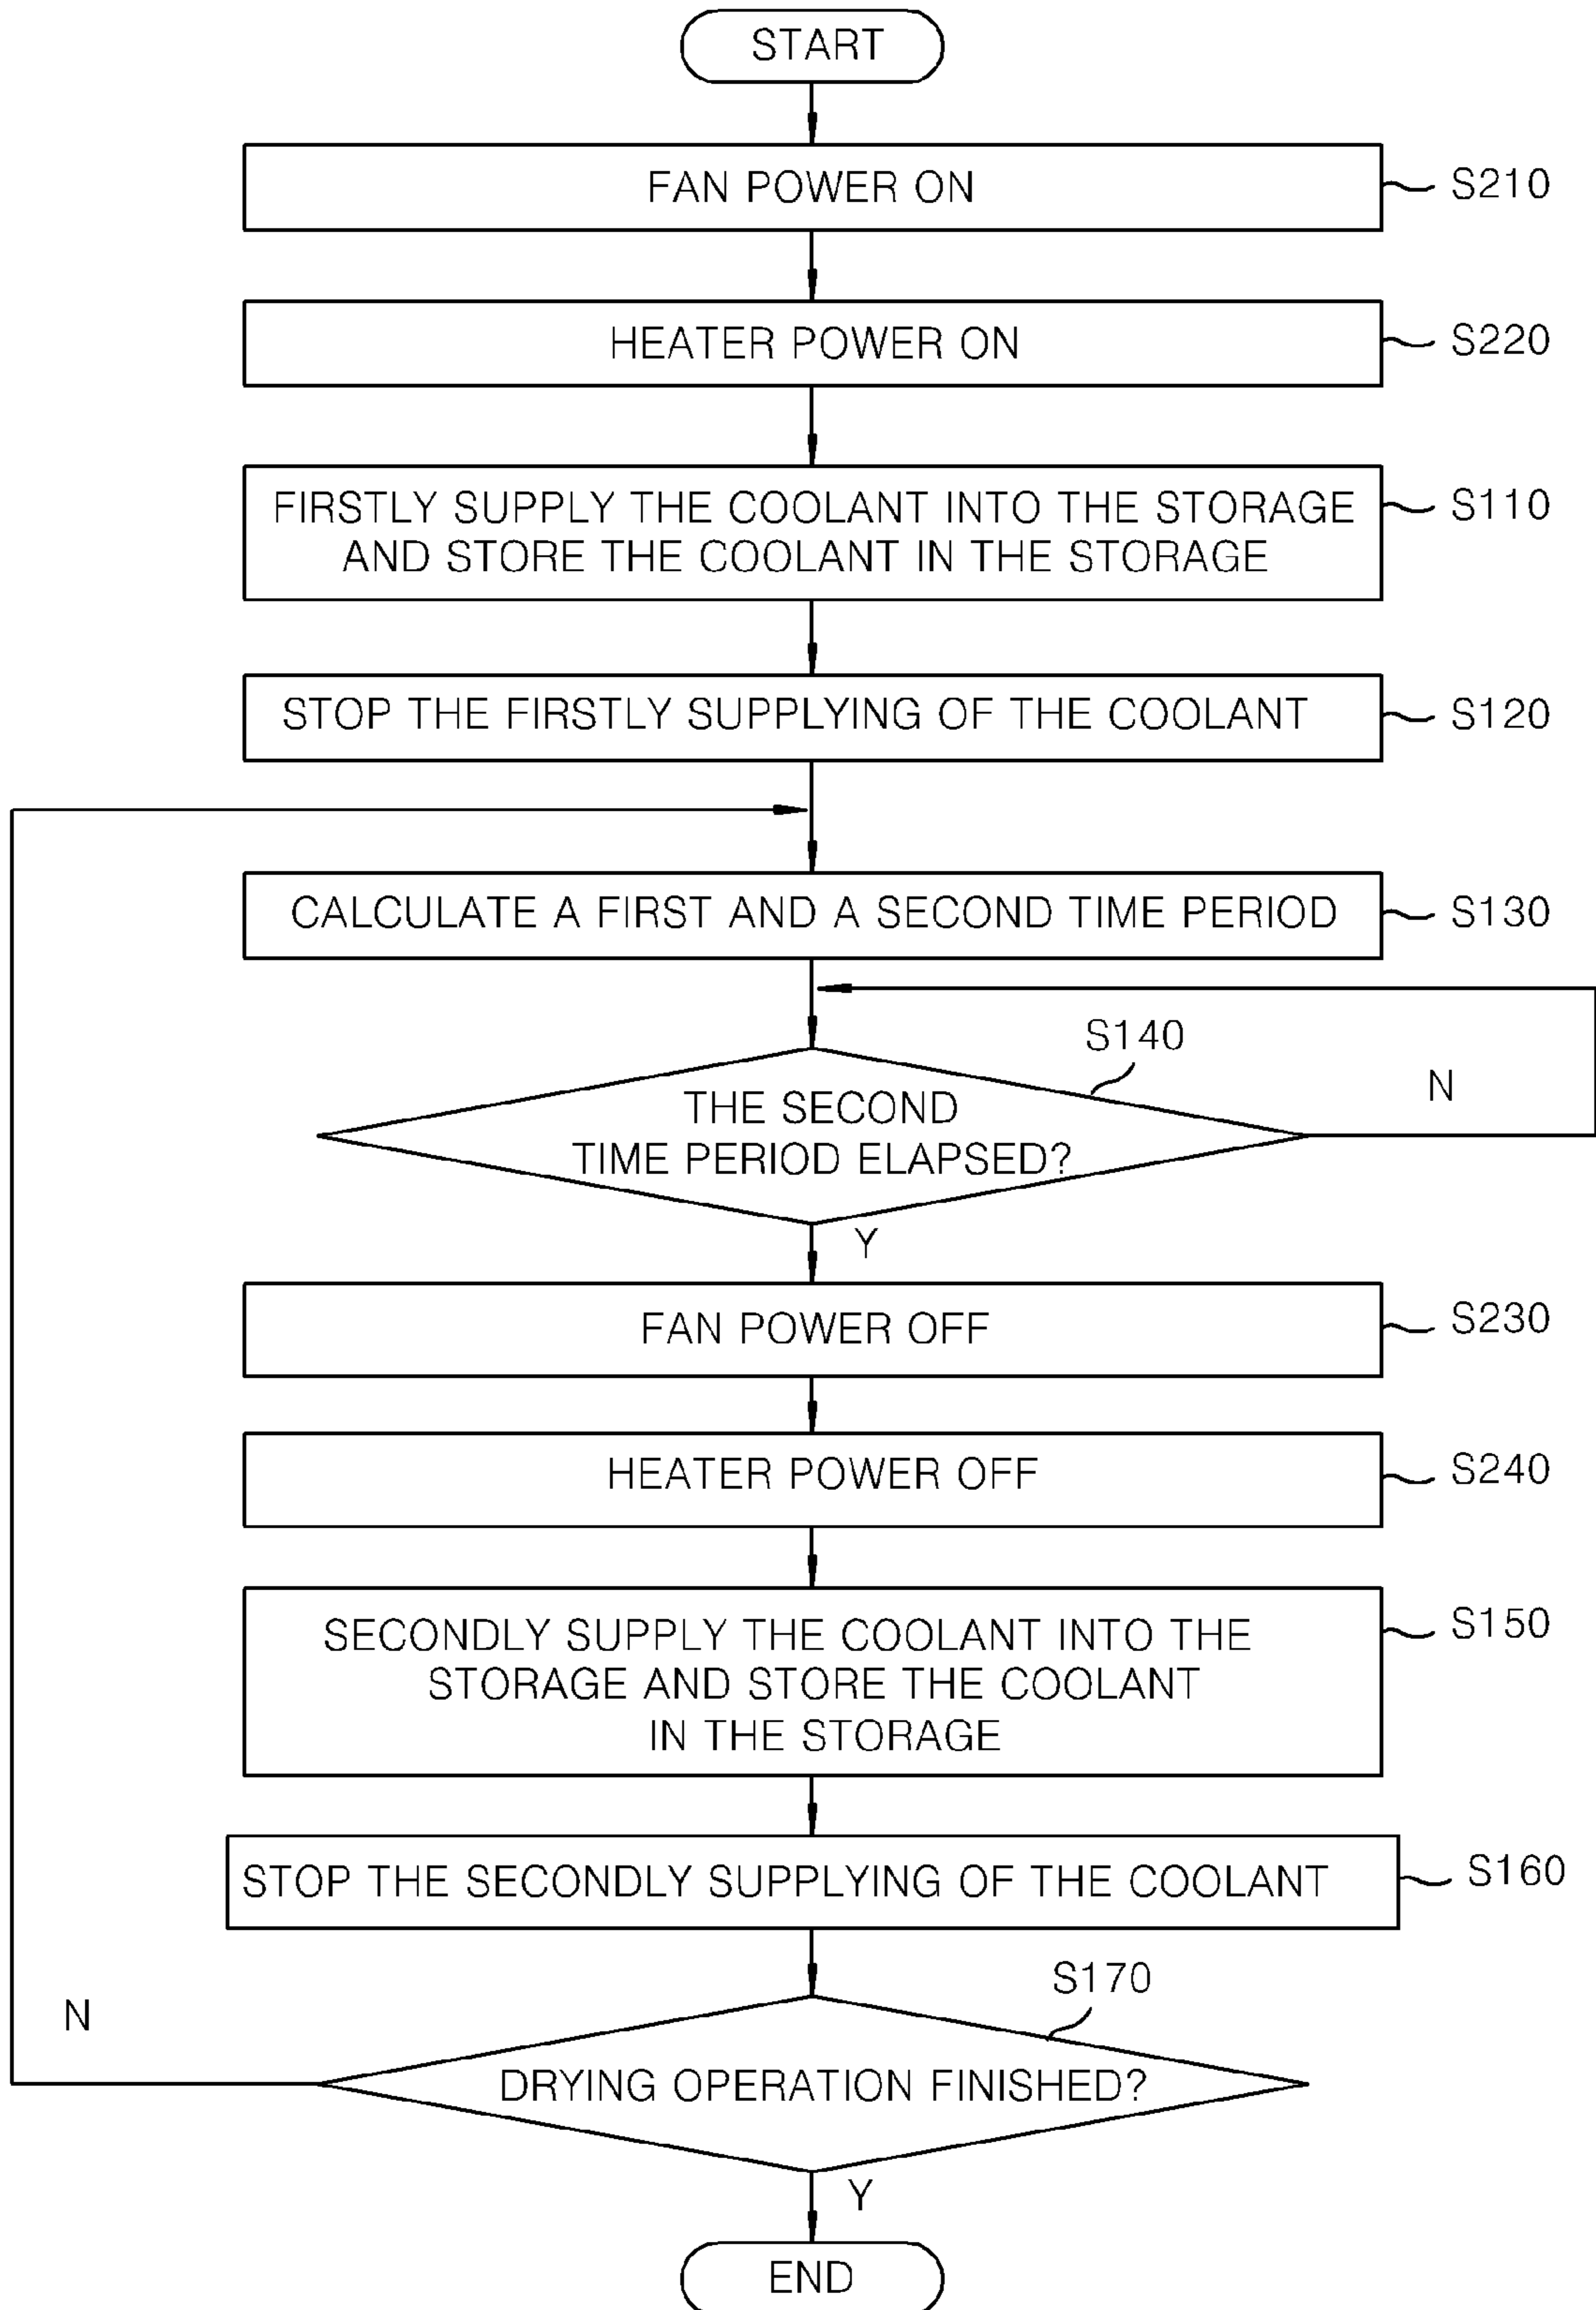 START
FAN POWER ON
S210
HEATER POWER ON
S220
FIRSTLY SUPPLY THE COOLANT INTO THE STORAGE
AND STORE THE COOLANT IN THE STORAGE
S110
STOP THE FIRSTLY SUPPLYING OF THE COOLANT
S120
CALCULATE A FIRST AND A SECOND TIME PERIOD
S130
S140
THE SECOND
TIME PERIOD ELAPSED?
N
Y
FAN POWER OFF
S230
HEATER POWER OFF
S240
SECONDLY SUPPLY THE COOLANT INTO THE
STORAGE AND STORE THE COOLANT
IN THE STORAGE
S150
STOP THE SECONDLY SUPPLYING OF THE COOLANT
S160
S170
N
DRYING OPERATION FINISHED?
Y
END